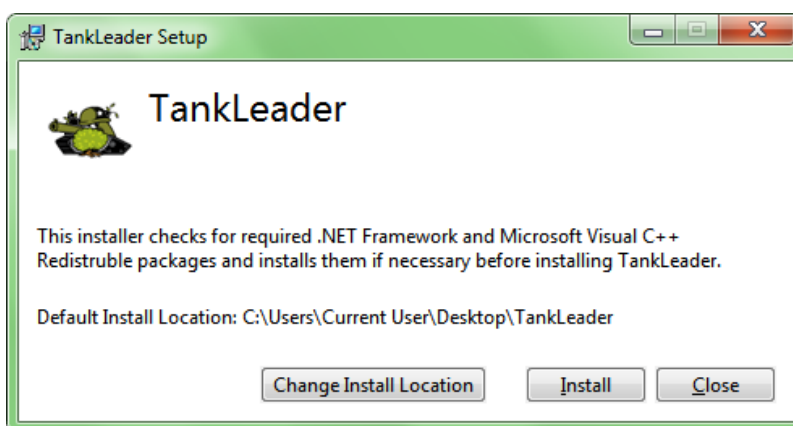 TankLeader Setup
TankLeader
This installer checks for required .NET Framework and Microsoft Visual C++
Redistruble packages and installs them if necessary before installing TankLeader.
Default Install Location: C:\Users\Current User\Desktop\TankLeader
Change Install Location Install Close